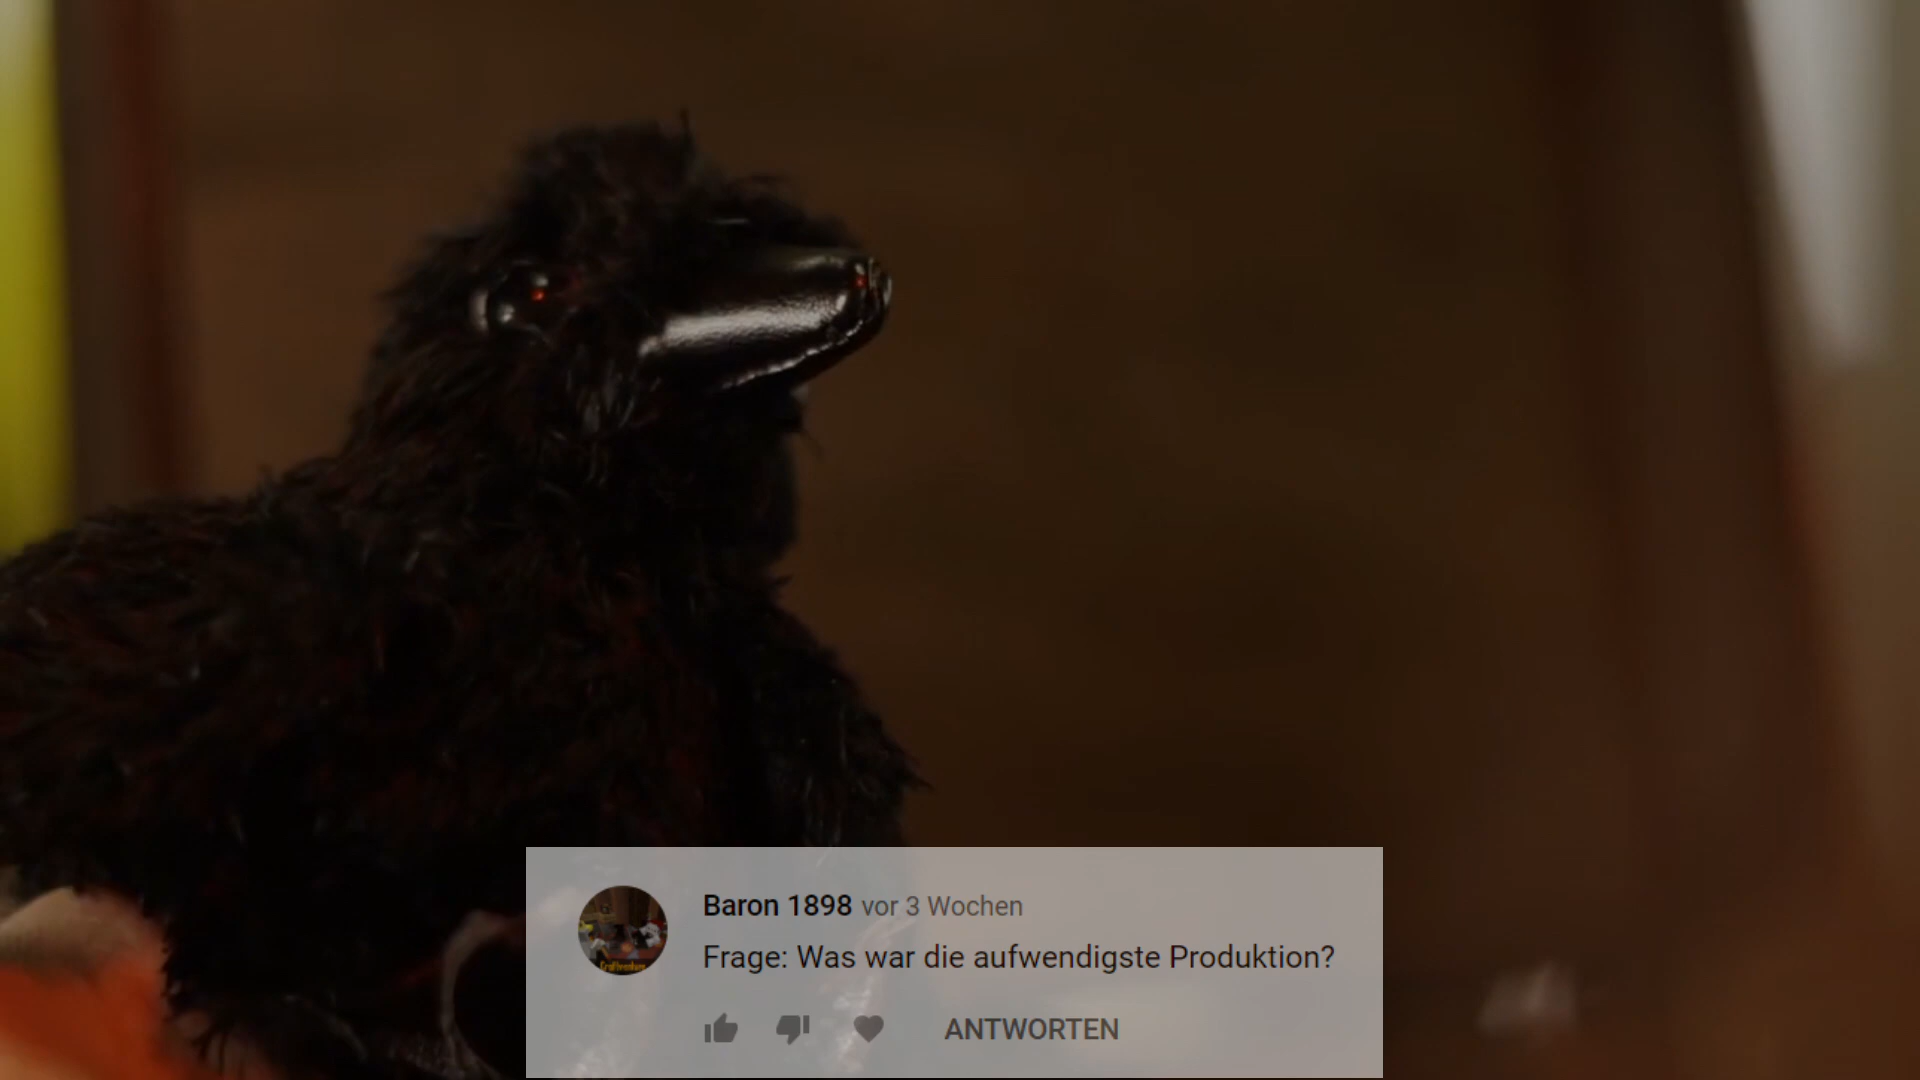 Baron 1898 vor 3 Wochen
Frage: Was war die aufwendigste Produktion?
ANTWORTEN